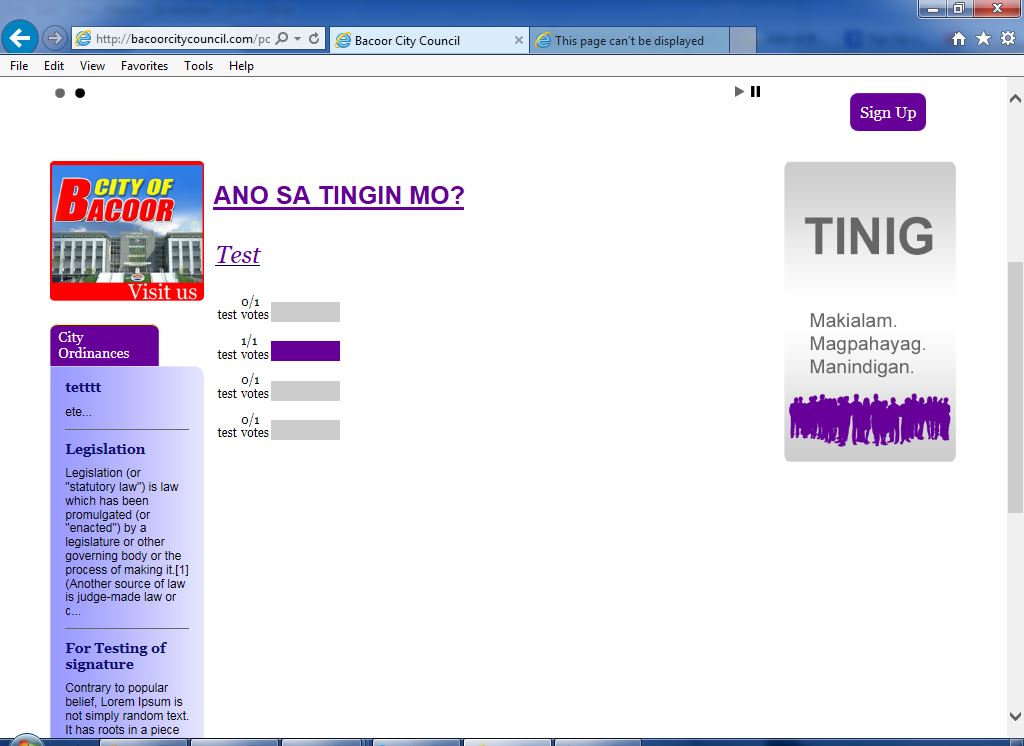 http://bacoorcitycouncil.com/pc
Bacoor City Council
This page can't be displayed
File Edit View Favorites Tools Help
Sign Up
CITY OF
BACOOR
Visit us
ANO SA TINGIN MO?
Test
0/1
test votes
1/1
test votes
0/1
test votes
0/1
test votes
TINIG
Makialam.
Magpahayag.
Manindigan.
City
Ordinances
tetttt
ete...
Legislation
Legislation (or
"statutory law") is law
which has been
promulgated (or
"enacted") by a
legislature or other
governing body or the
process of making it.[1]
(Another source of law
is judge-made law or
c...
For Testing of
signature
Contrary to popular
belief, Lorem Ipsum is
not simply random text.
It has roots in a piece